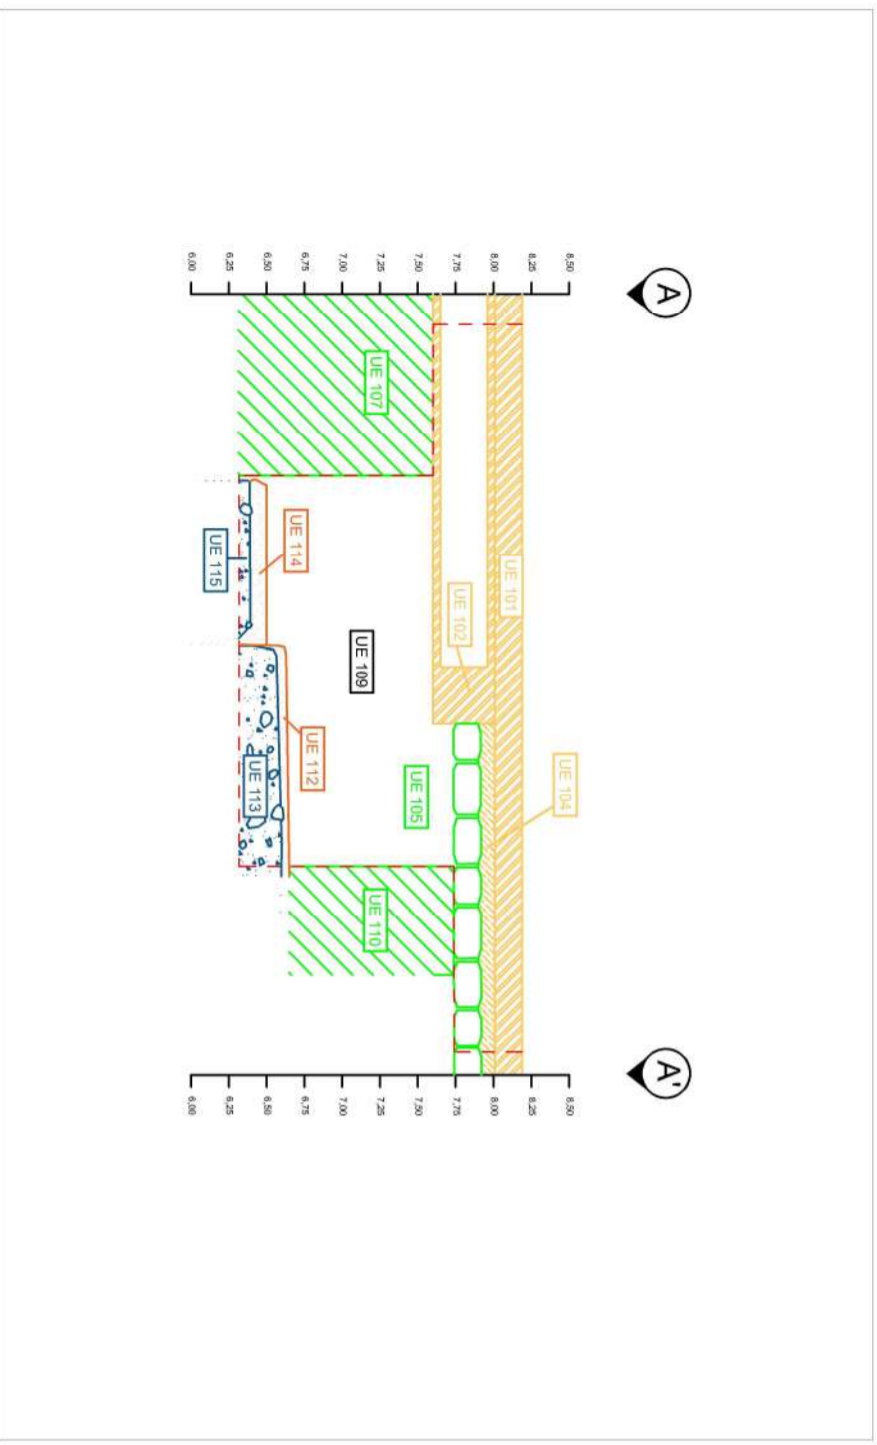 A
A'
8,50
8,25
8,00
7,75
7,50
7,25
7,00
6,75
6,50
6,25
6,00
8,50
8,25
8,00
7,75
7,50
7,25
7,00
6,75
6,50
6,25
6,00
UE 104
UE 101
UE 102
UE 105
UE 107
UE 109
UE 110
UE 114
UE 112
UE 113
UE 115